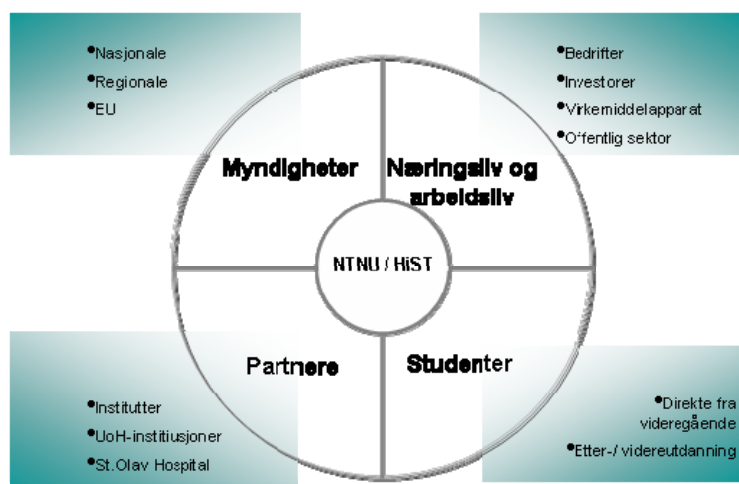 •Nasjonale
•Regionale
•EU
•Bedrifter
•Investorer
•Virkemiddelapparat
•Offentlig sektor
Myndigheter
Næringsliv og
arbeidsliv
NTNU / HiST
Partnere
Studenter
•Institutter
•UoH-institiusjoner
•St.Olav Hospital
•Direkte fra
videregående
•Etter-/ videreutdanning